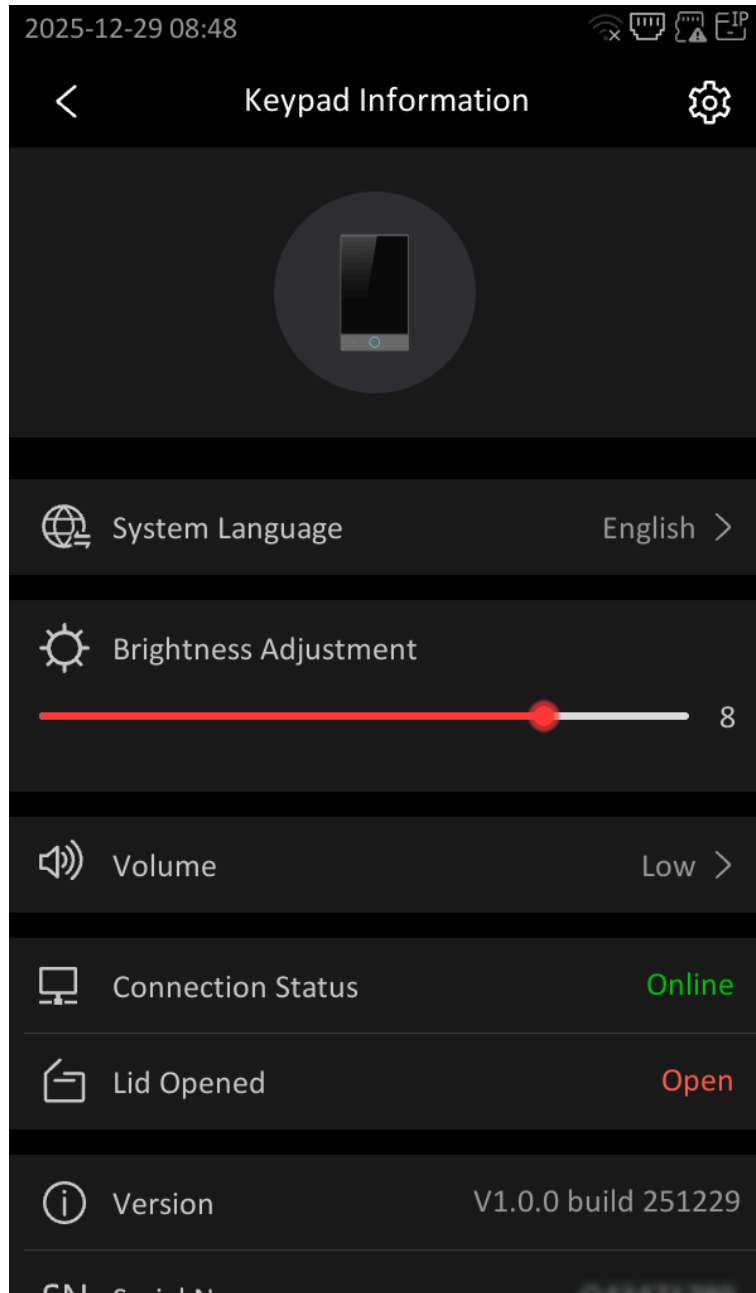 2025-12-29 08:48
IP
Keypad Information
System Language English
Brightness Adjustment
8
Volume Low
Connection Status Online
Lid Opened Open
Version V1.0.0 build 251229